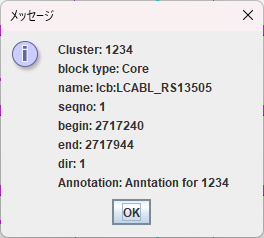 メッセージ
Cluster: 1234
block type: Core
name: lcb:LCABL_RS13505
seqno: 1
begin: 2717240
end: 2717944
dir: 1
Annotation: Anntation for 1234
OK